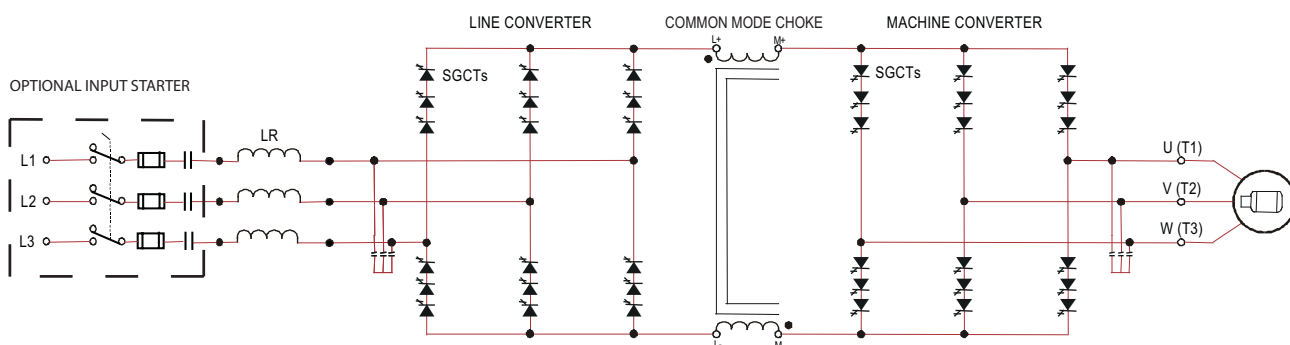 LINE CONVERTER
COMMON MODE CHOKE
MACHINE CONVERTER
L+
M+
SGCTs
SGCTs
OPTIONAL INPUT STARTER
LR
L1
U (T1)
L2
V (T2)
L3
W (T3)
L-
M